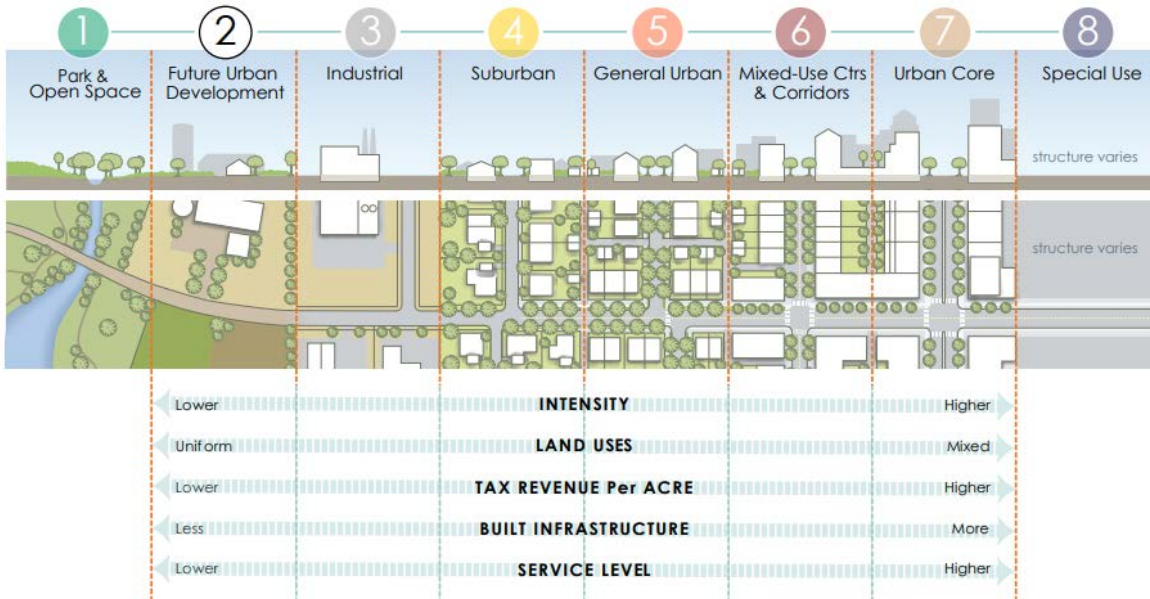 1 2 3 4 5 6 7 8
Park &
Open Space
Future Urban
Development
Industrial
Suburban
General Urban
Mixed-Use Ctrs
& Corridors
Urban Core
Special Use
structure varies
structure varies
Lower INTENSITY Higher
Uniform LAND USES Mixed
Lower TAX REVENUE Per ACRE Higher
Less BUILT INFRASTRUCTURE More
Lower SERVICE LEVEL Higher